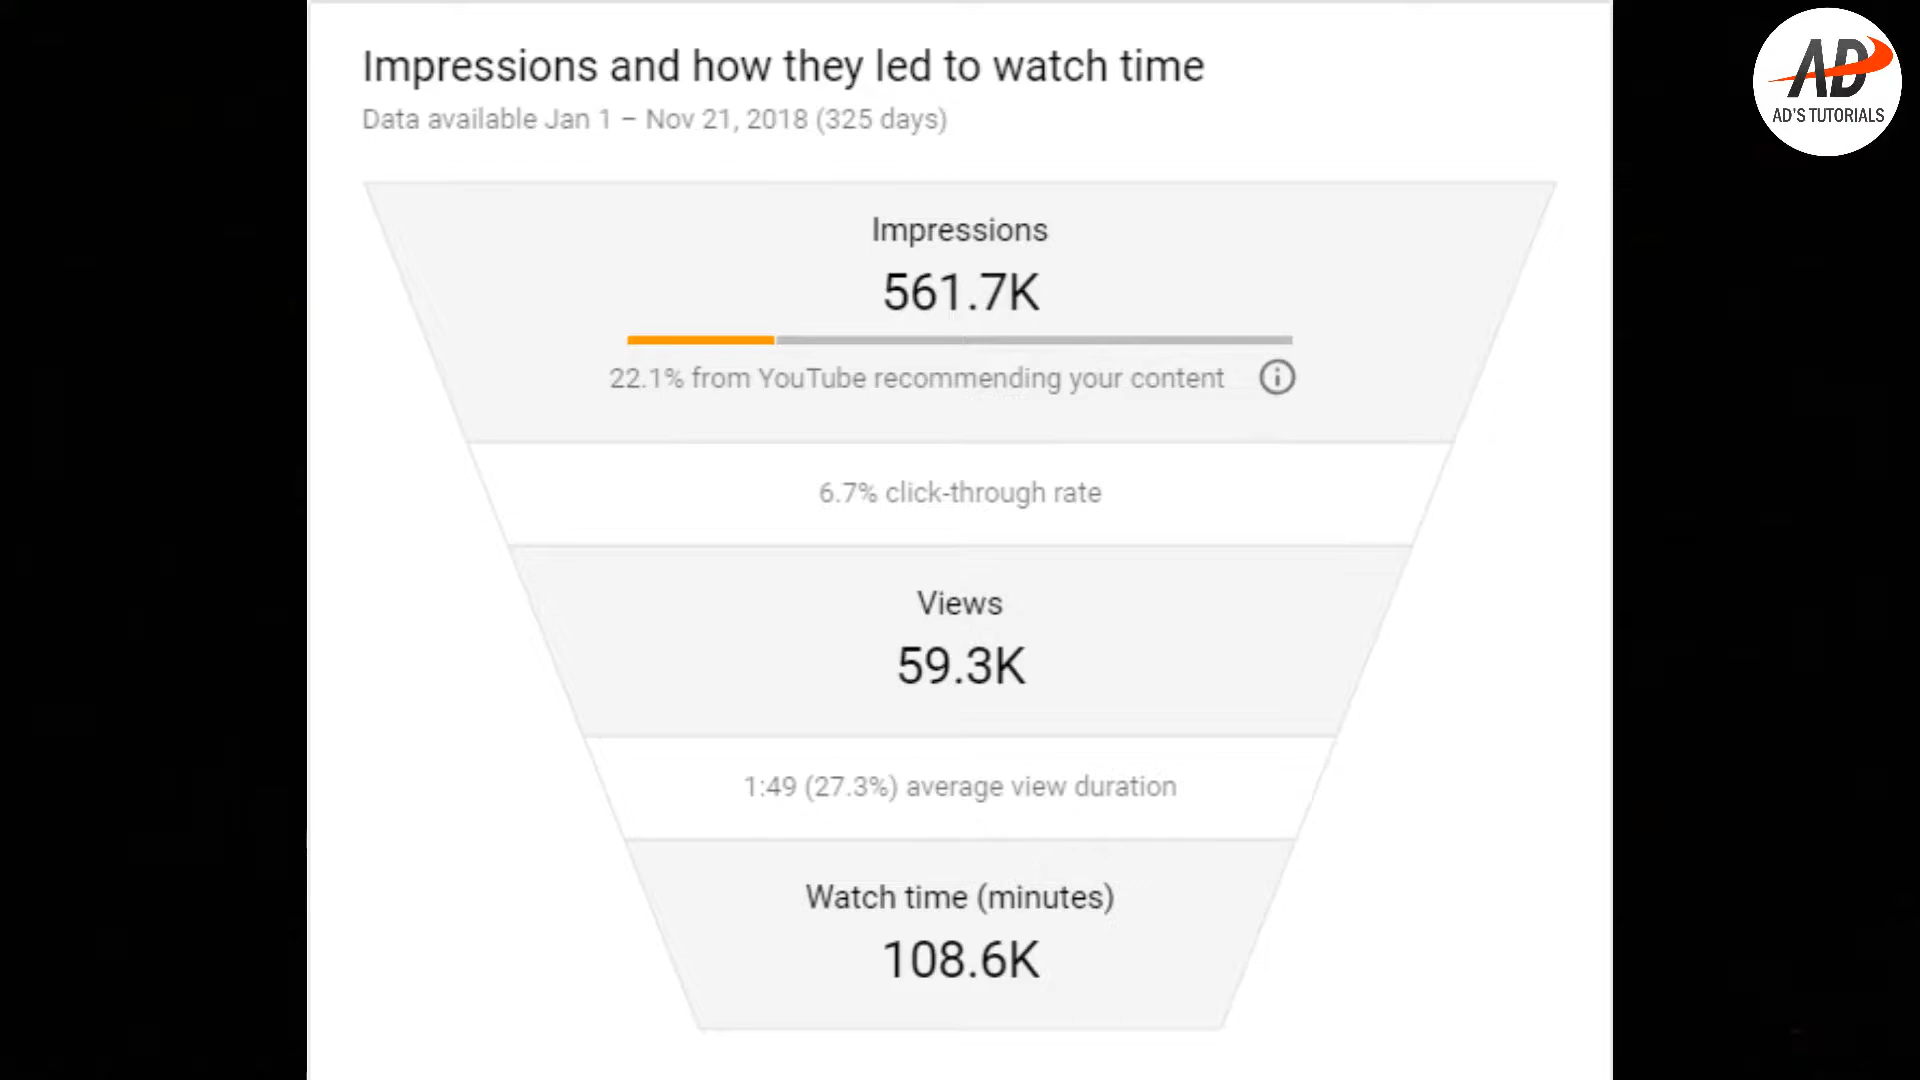 Impressions and how they led to watch time
Data available Jan 1 – Nov 21, 2018 (325 days)
AD
AD'S TUTORIALS
Impressions
561.7K
22.1% from YouTube recommending your content
6.7% click-through rate
Views
59.3K
1:49 (27.3%) average view duration
Watch time (minutes)
108.6K